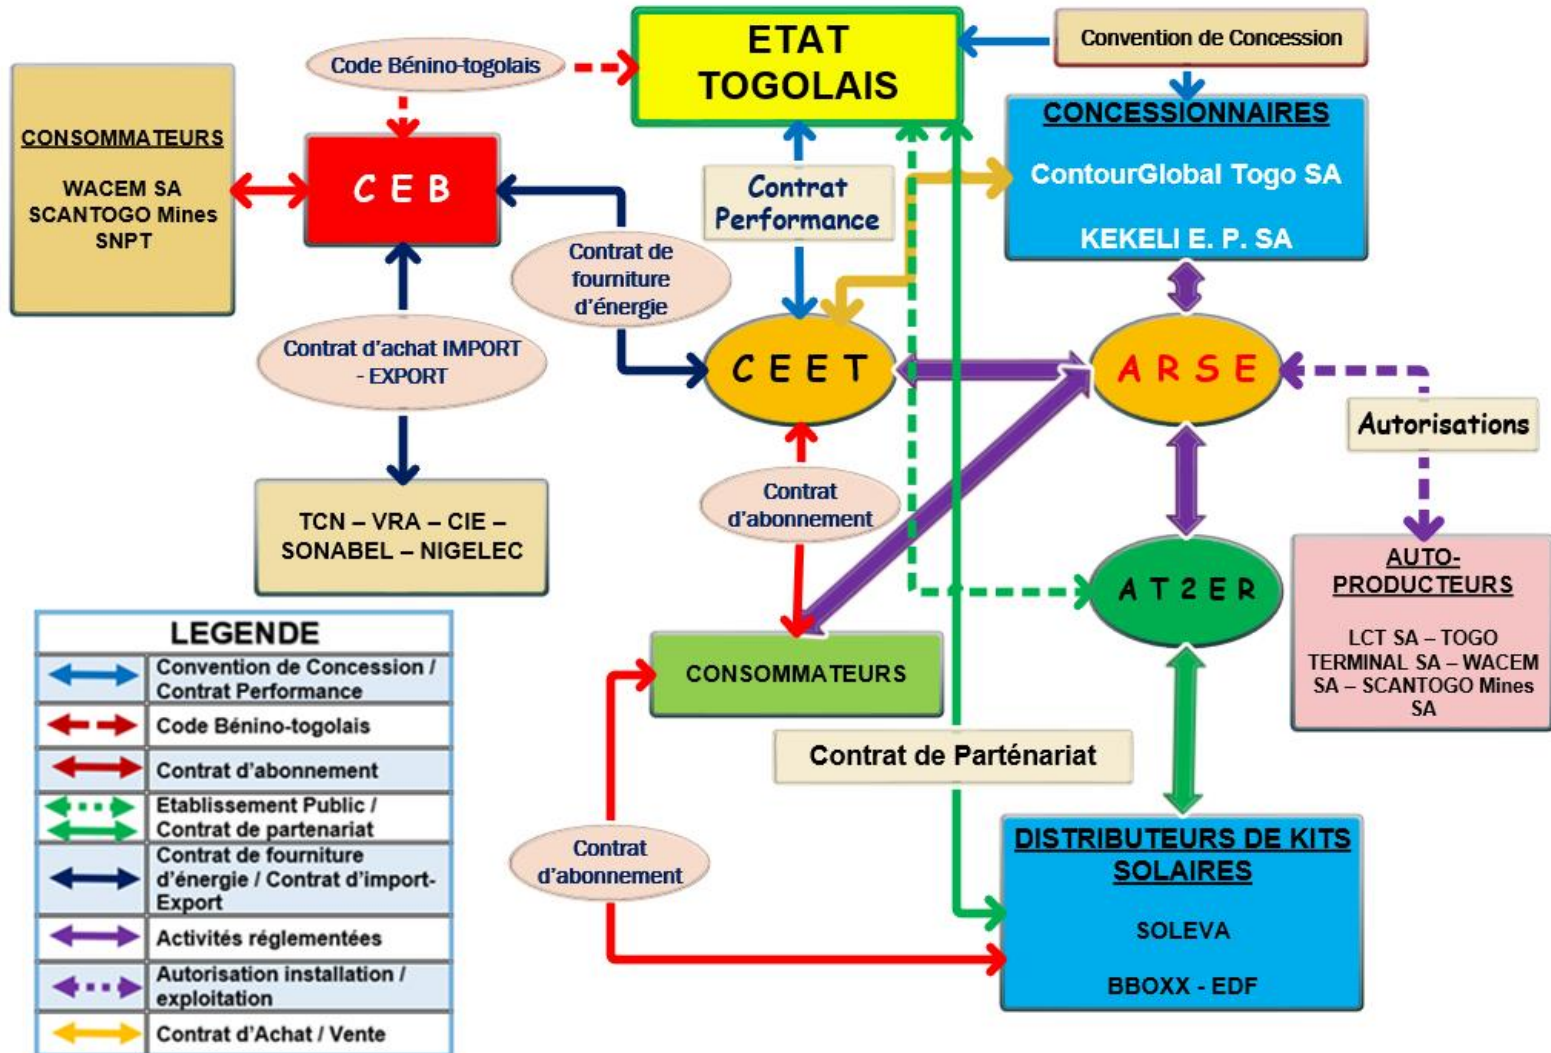 ETAT
TOGOLAIS
Convention de Concession
Code Bénino-togolais
CONSOMMATEURS
WACEM SA
SCANTOGO Mines
SNPT
C E B
CONCESSIONNAIRES
ContourGlobal Togo SA
KEKELI E. P. SA
Contrat
Performance
Contrat de
fourniture
d'énergie
Contrat d'achat IMPORT
- EXPORT
C E E T
A R S E
Autorisations
TCN – VRA – CIE –
SONABEL – NIGELEC
Contrat
d'abonnement
A T 2 E R
AUTO-
PRODUCTEURS
LCT SA – TOGO
TERMINAL SA – WACEM
SA – SCANTOGO Mines
SA
CONSOMMATEURS
Contrat de Parténariat
Contrat
d'abonnement
DISTRIBUTEURS DE KITS
SOLAIRES
SOLEVA
BBOXX - EDF
LEGENDE
Convention de Concession /
Contrat Performance
Code Bénino-togolais
Contrat d'abonnement
Etablissement Public /
Contrat de partenariat
Contrat de fourniture
d'énergie / Contrat d'import-
Export
Activités réglementées
Autorisation installation /
exploitation
Contrat d'Achat / Vente